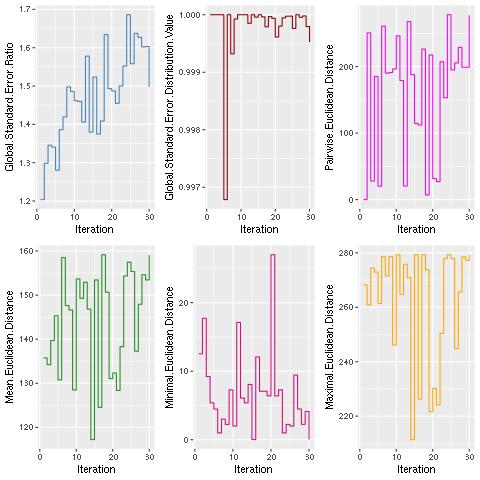 Global.Standard.Error.Ratio
1.7
1.6
1.5
1.4
1.3
1.2
0 10 20 30
Iteration
Global.Standard.Error.Distribution.Value
1.000
0.999
0.998
0.997
0 10 20 30
Iteration
Pairwise.Euclidean.Distance
200
100
0
0 10 20 30
Iteration
Mean.Euclidean.Distance
160
150
140
130
120
0 10 20 30
Iteration
Minimal.Euclidean.Distance
20
10
0
0 10 20 30
Iteration
Maximal.Euclidean.Distance
280
260
240
220
0 10 20 30
Iteration